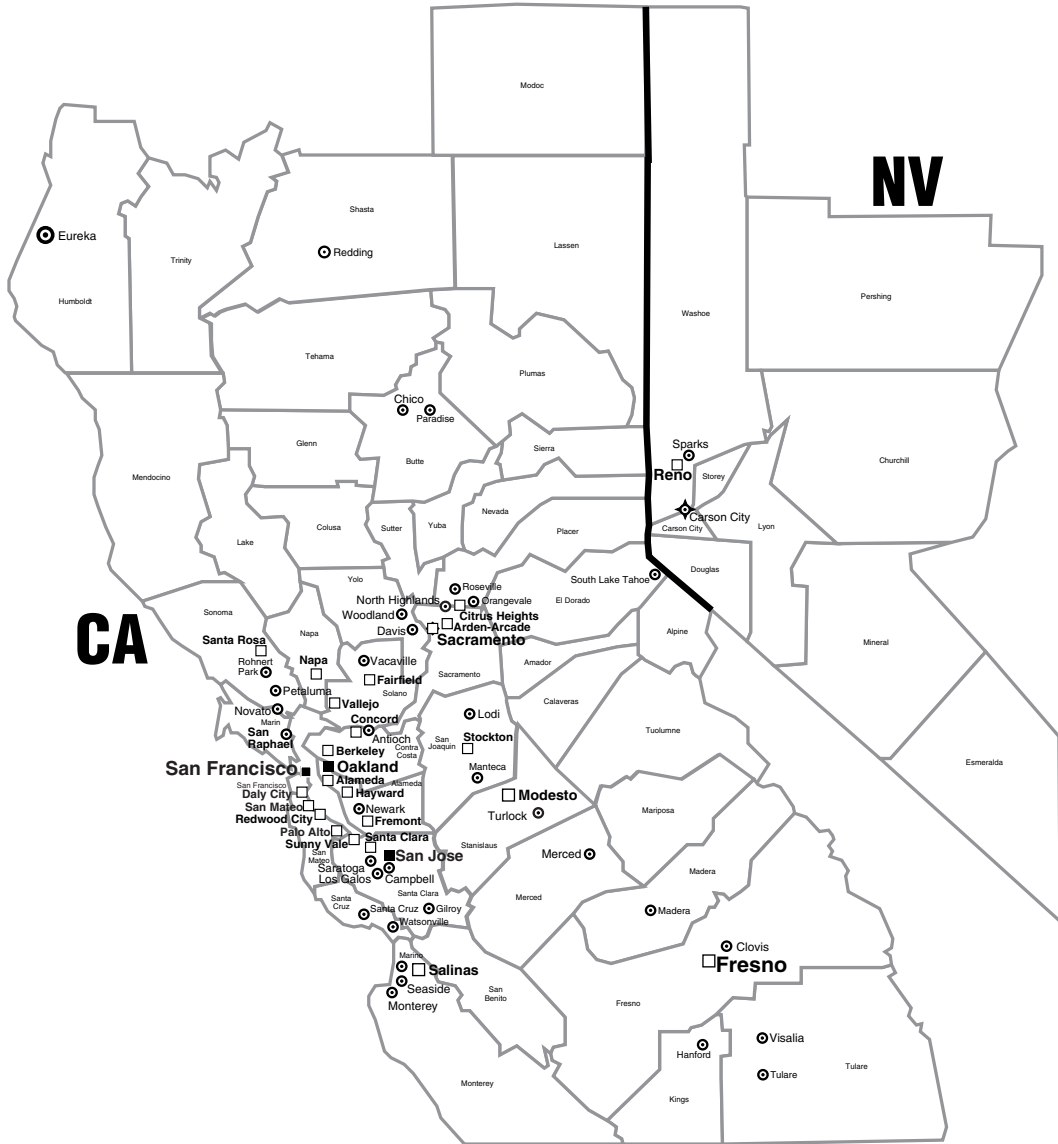 Modoc
NV
Shasta
Eureka
Redding
Lassen
Trinity
Humboldt
Pershing
Washoe
Tehama
Plumas
Chico
Paradise
Glenn
Sierra
Sparks
Butte
Churchill
Reno
Mendocino
Storey
Nevada
Carson City
Colusa
Sutter
Yuba
Placer
Carson City
Lyon
Lake
Yolo
South Lake Tahoe
Douglas
Roseville
North Highlands
Orangevale
El Dorado
Sonoma
Woodland
Citrus Heights
CA
Arden-Arcade
Napa
Davis
Sacramento
Alpine
Santa Rosa
Mineral
Rohnert
Park
Napa
Vacaville
Amador
Sacramento
Fairfield
Petaluma
Solano
Vallejo
Calaveras
Novato
Marin
Concord
Lodi
San
Raphael
Antioch
San
Joaquin
Stockton
Tuolumne
Contra
Costa
Berkeley
Esmeralda
San Francisco
Oakland
Manteca
Alameda
Alameda
San Francisco
Daly City
Hayward
Modesto
San Mateo
Newark
Mariposa
Redwood City
Fremont
Turlock
Palo Alto
Santa Clara
Sunny Vale
Stanislaus
San
Mateo
San Jose
Merced
Saratoga
Madera
Los Galos
Campbell
Santa Clara
Merced
Santa
Cruz
Santa Cruz
Gilroy
Madera
Watsonville
Clovis
Marino
Salinas
Fresno
Seaside
San
Benito
Monterey
Fresno
Visalia
Hanford
Tulare
Tulare
Monterey
Kings